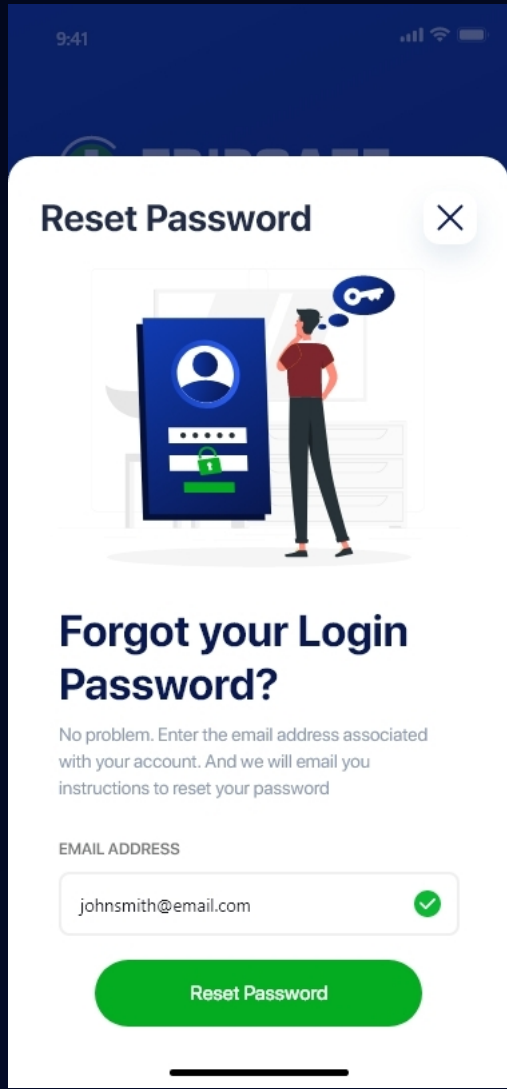 9:41
Reset Password
Forgot your Login
Password?
No problem. Enter the email address associated
with your account. And we will email you
instructions to reset your password
EMAIL ADDRESS
johnsmith@email.com
Reset Password